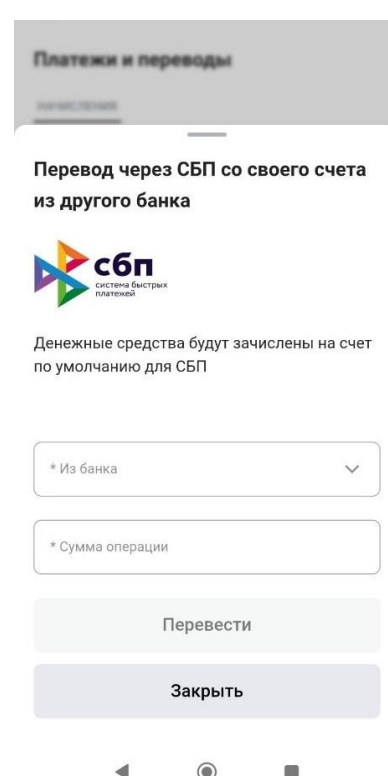 Платежи и переводы
НАЧИСЛЕНИЯ
Перевод через СБП со своего счета
из другого банка
сбп
система быстрых
платежей
Денежные средства будут зачислены на счет
по умолчанию для СБП
* Из банка
* Сумма операции
Перевести
Закрыть